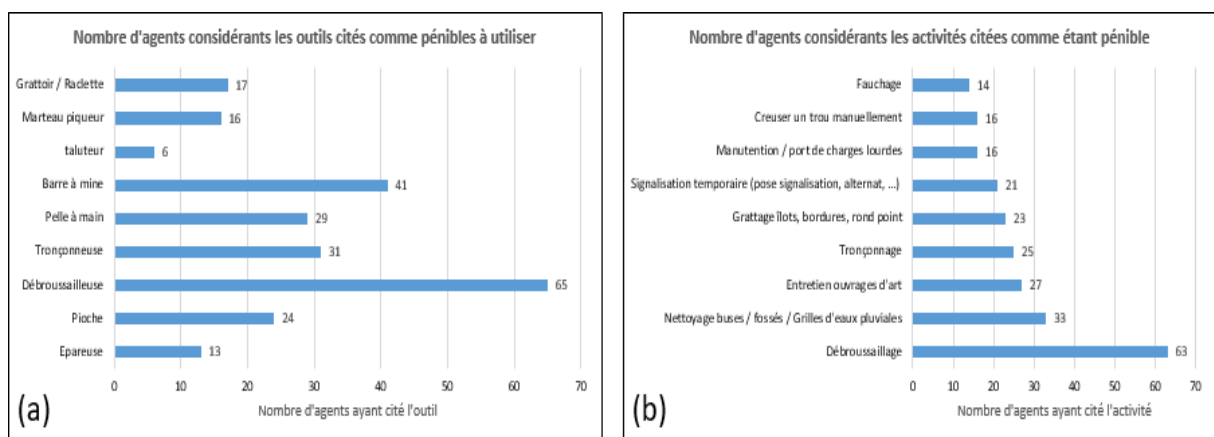 Nombre d'agents considérants les outils cités comme pénibles à utiliser
Grattoir / Raclette 17
Marteau piqueur 16
taluteur 6
Barre à mine 41
Pelle à main 29
Tronçonneuse 31
Débroussailleuse 65
Pioche 24
Epareuse 13
0 10 20 30 40 50 60 70
Nombre d'agents ayant cité l'outil
(a)
Nombre d'agents considérants les activités citées comme étant pénible
Fauchage 14
Creuser un trou manuellement 16
Manutention / port de charges lourdes 16
Signalisation temporaire (pose signalisation, alternat, ...) 21
Grattage îlots, bordures, rond point 23
Tronçonnage 25
Entretien ouvrages d'art 27
Nettoyage buses / fossés / Grilles d'eaux pluviales 33
Débroussaillage 63
0 10 20 30 40 50 60 70
Nombre d'agents ayant cité l'activité
(b)